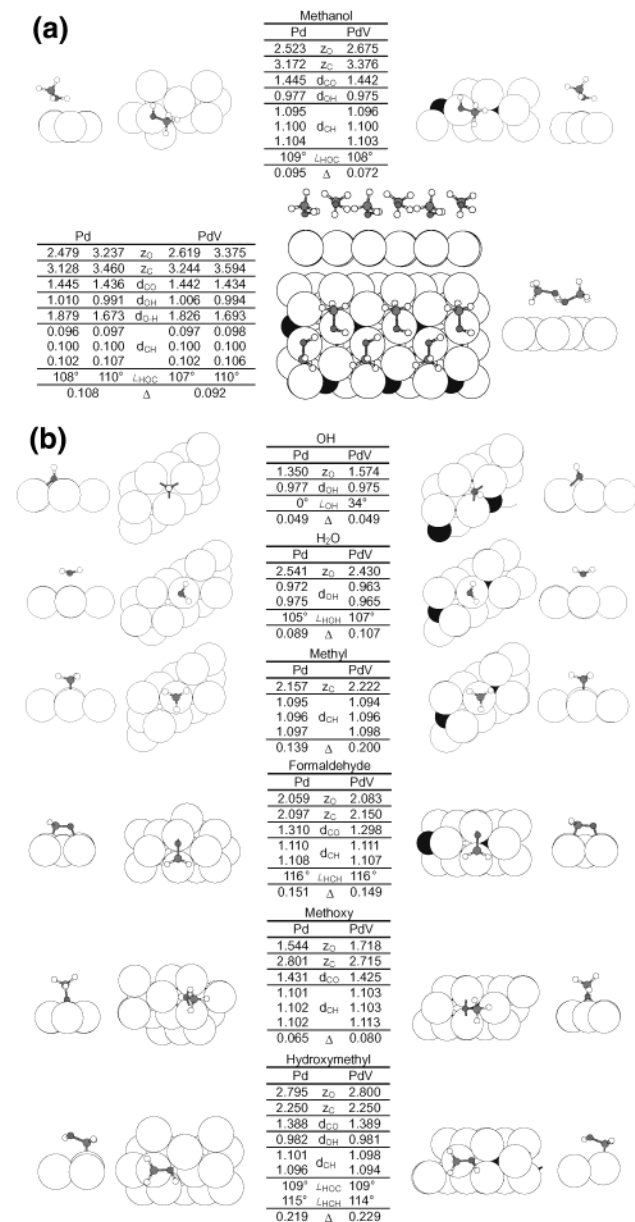 (a)
Methanol
Pd PdV
2.523 zO 2.675
3.172 zC 3.376
1.445 dCO 1.442
0.977 dOH 0.975
1.095 1.096
1.100 dCH 1.100
1.104 1.103
109° ∠HOC 108°
0.095 Δ 0.072
Pd PdV
2.479 3.237 zO 2.619 3.375
3.128 3.460 zC 3.244 3.594
1.445 1.436 dCO 1.442 1.434
1.010 0.991 dOH 1.006 0.994
1.879 1.673 dO-H 1.826 1.693
0.096 0.097 0.097 0.098
0.100 0.100 dCH 0.100 0.100
0.102 0.107 0.102 0.106
108° 110° ∠HOC 107° 110°
0.108 Δ 0.092
(b)
OH
Pd PdV
1.350 zO 1.574
0.977 dOH 0.975
0° ∠OH 34°
0.049 Δ 0.049
H2O
Pd PdV
2.541 zO 2.430
0.972 0.963
dOH
0.975 0.965
105° ∠HOH 107°
0.089 Δ 0.107
Methyl
Pd PdV
2.157 zC 2.222
1.095 1.094
1.096 dCH 1.096
1.097 1.098
0.139 Δ 0.200
Formaldehyde
Pd PdV
2.059 zO 2.083
2.097 zC 2.150
1.310 dCO 1.298
1.110 1.111
dCH
1.108 1.107
116° ∠HCH 116°
0.151 Δ 0.149
Methoxy
Pd PdV
1.544 zO 1.718
2.801 zC 2.715
1.431 dCO 1.425
1.101 1.103
1.102 dCH 1.103
1.102 1.113
0.065 Δ 0.080
Hydroxymethyl
Pd PdV
2.795 zO 2.800
2.250 zC 2.250
1.388 dCO 1.389
0.982 dOH 0.981
1.101 1.098
dCH
1.096 1.094
109° ∠HOC 109°
115° ∠HCH 114°
0.219 Δ 0.229